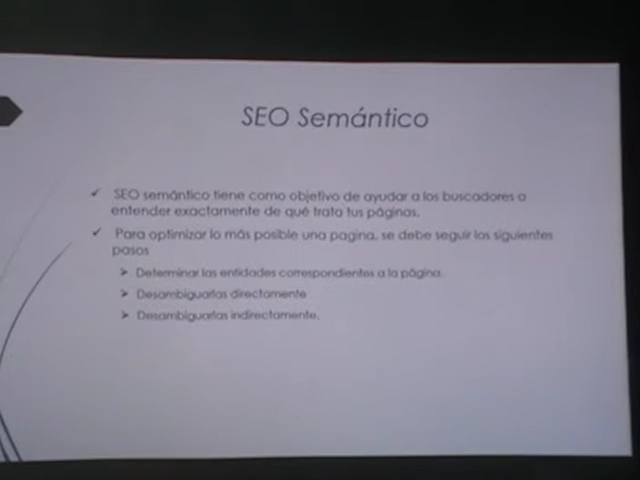 SEO Semántico
SEO semántico tiene como objetivo de ayudar a los buscadores a
entender exactamente de qué trata tus páginas.
Para optimizar lo más posible una pagina, se debe seguir los siguientes
pasos
Determinar las entidades correspondientes a la página.
Desambiguarlas directamente
Desambiguarlas indirectamente.